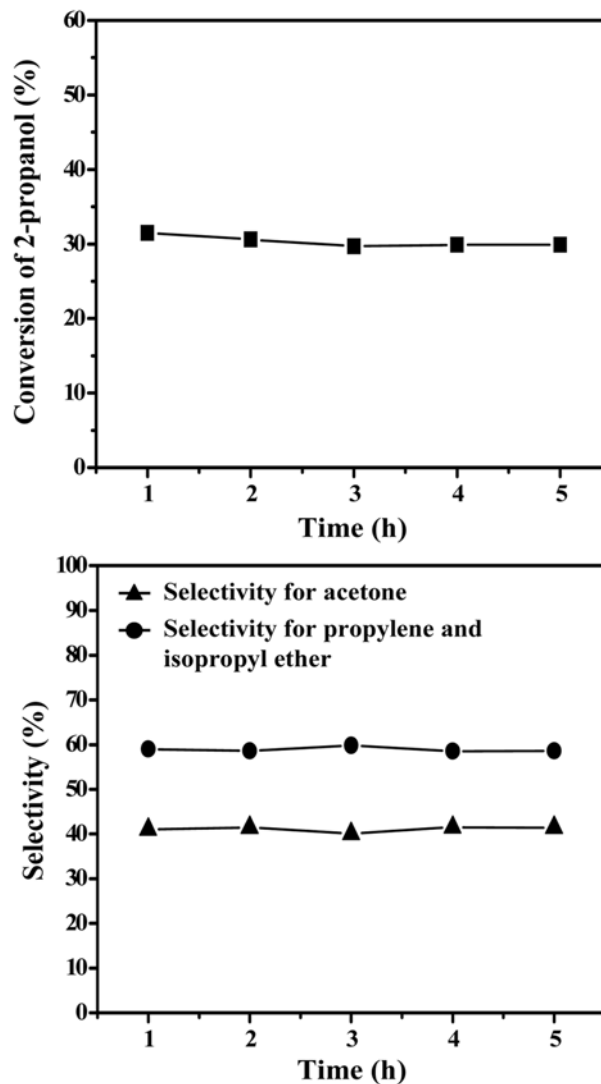 60
50
40
30
20
10
0
Conversion of 2-propanol (%)
1 2 3 4 5
Time (h)
100
90
80
70
60
50
40
30
20
10
0
Selectivity (%)
Selectivity for acetone
Selectivity for propylene and
isopropyl ether
1 2 3 4 5
Time (h)